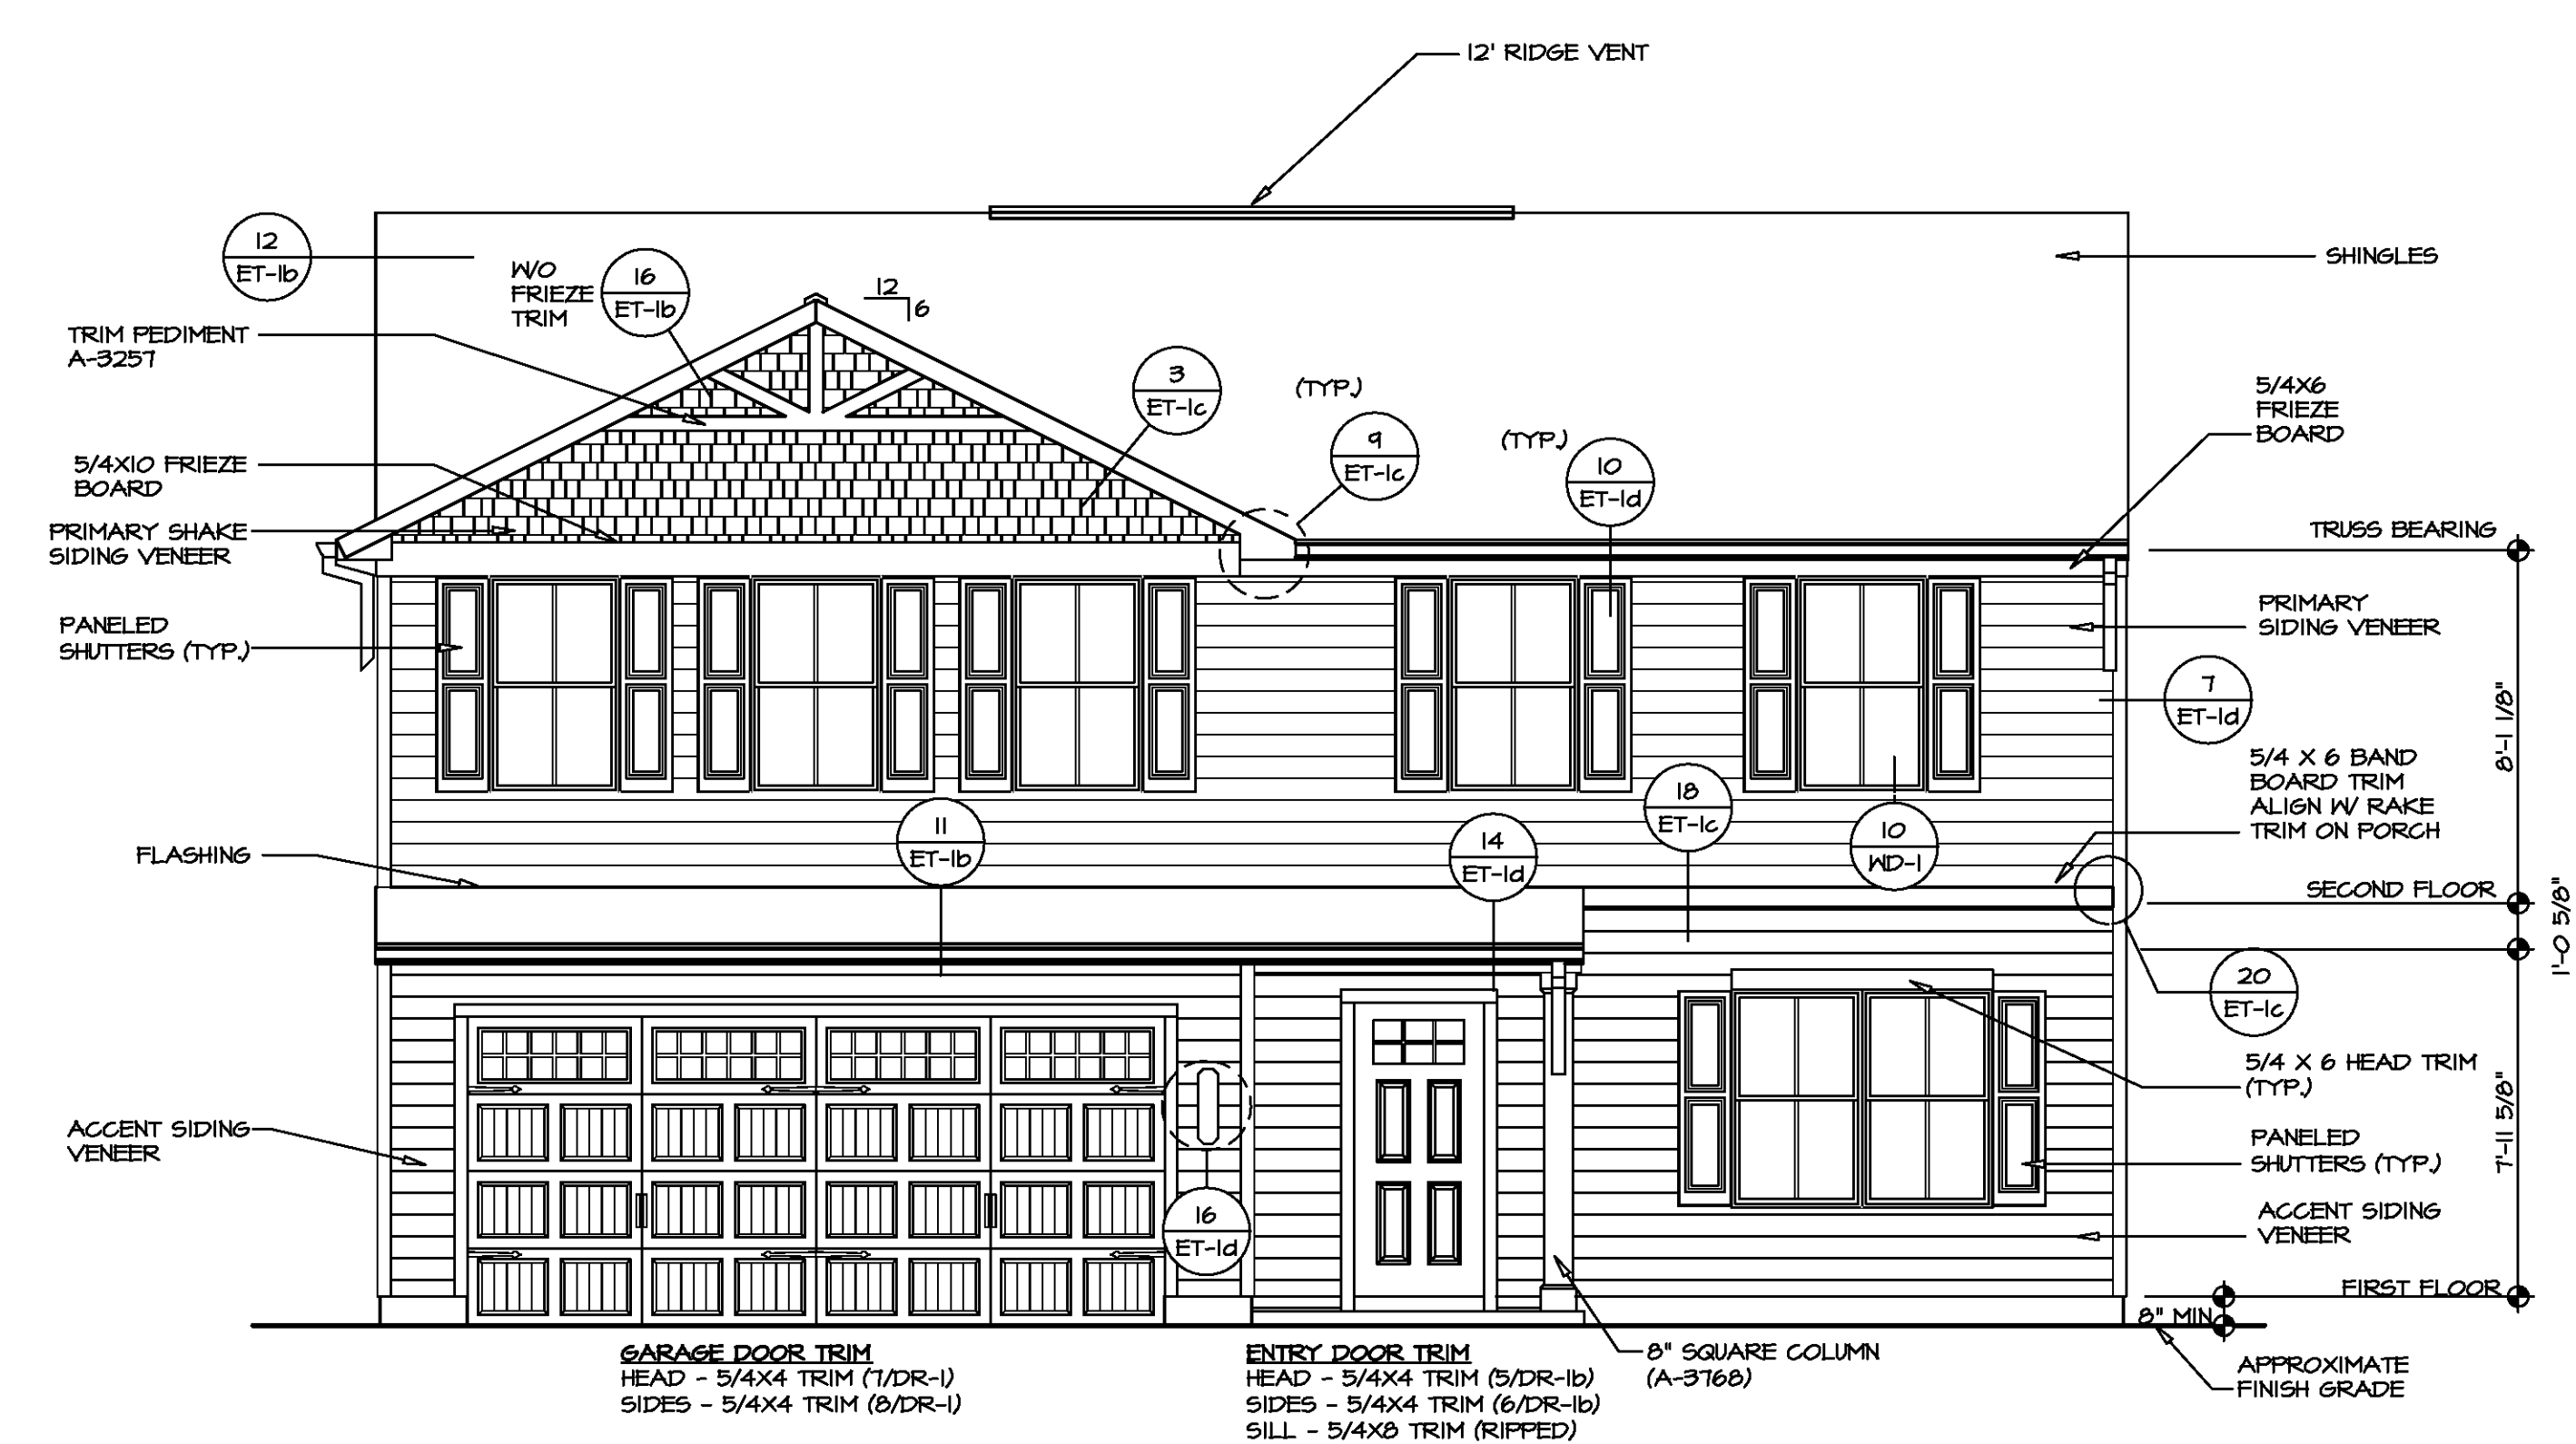 12' RIDGE VENT
12
ET-1b
W/O
FRIEZE
TRIM
16
ET-1b
12
6
SHINGLES
TRIM PEDIMENT
A-3257
3
ET-1c
(TYP.)
9
ET-1c
(TYP.)
10
ET-1d
5/4X6
FRIEZE
BOARD
5/4X10 FRIEZE
BOARD
PRIMARY SHAKE
SIDING VENEER
TRUSS BEARING
PANELED
SHUTTERS (TYP.)
PRIMARY
SIDING VENEER
7
ET-1d
8'-1 1/8"
5/4 X 6 BAND
BOARD TRIM
ALIGN W/ RAKE
TRIM ON PORCH
FLASHING
11
ET-1b
14
ET-1d
18
ET-1c
10
WD-1
SECOND FLOOR
1'-0 5/8"
20
ET-1c
5/4 X 6 HEAD TRIM
(TYP.)
ACCENT SIDING
VENEER
7'-11 5/8"
PANELED
SHUTTERS (TYP.)
16
ET-1d
ACCENT SIDING
VENEER
FIRST FLOOR
8" MIN
GARAGE DOOR TRIM
HEAD - 5/4X4 TRIM (7/DR-1)
SIDES - 5/4X4 TRIM (8/DR-1)
ENTRY DOOR TRIM
HEAD - 5/4X4 TRIM (5/DR-1b)
SIDES - 5/4X4 TRIM (6/DR-1b)
SILL - 5/4X8 TRIM (RIPPED)
8" SQUARE COLUMN
(A-3768)
APPROXIMATE
FINISH GRADE